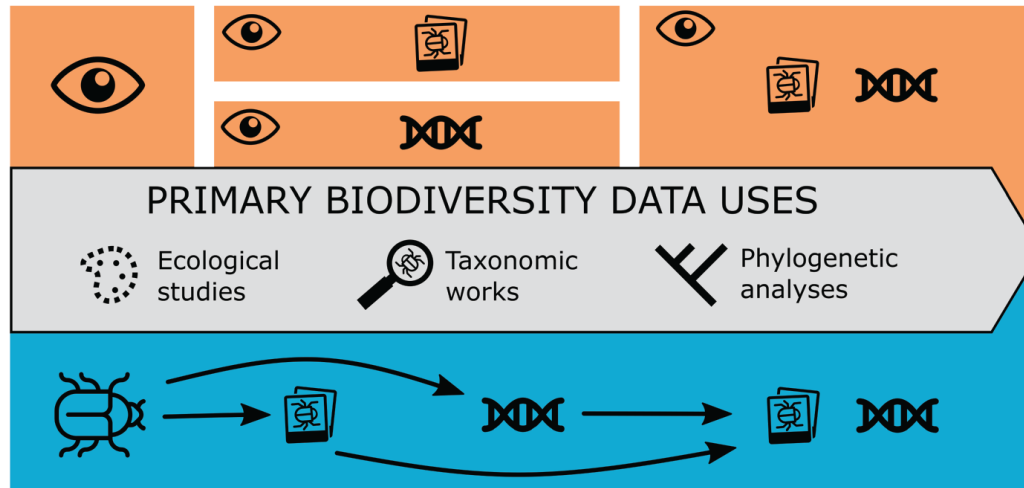 PRIMARY BIODIVERSITY DATA USES
Ecological
studies
Taxonomic
works
Phylogenetic
analyses